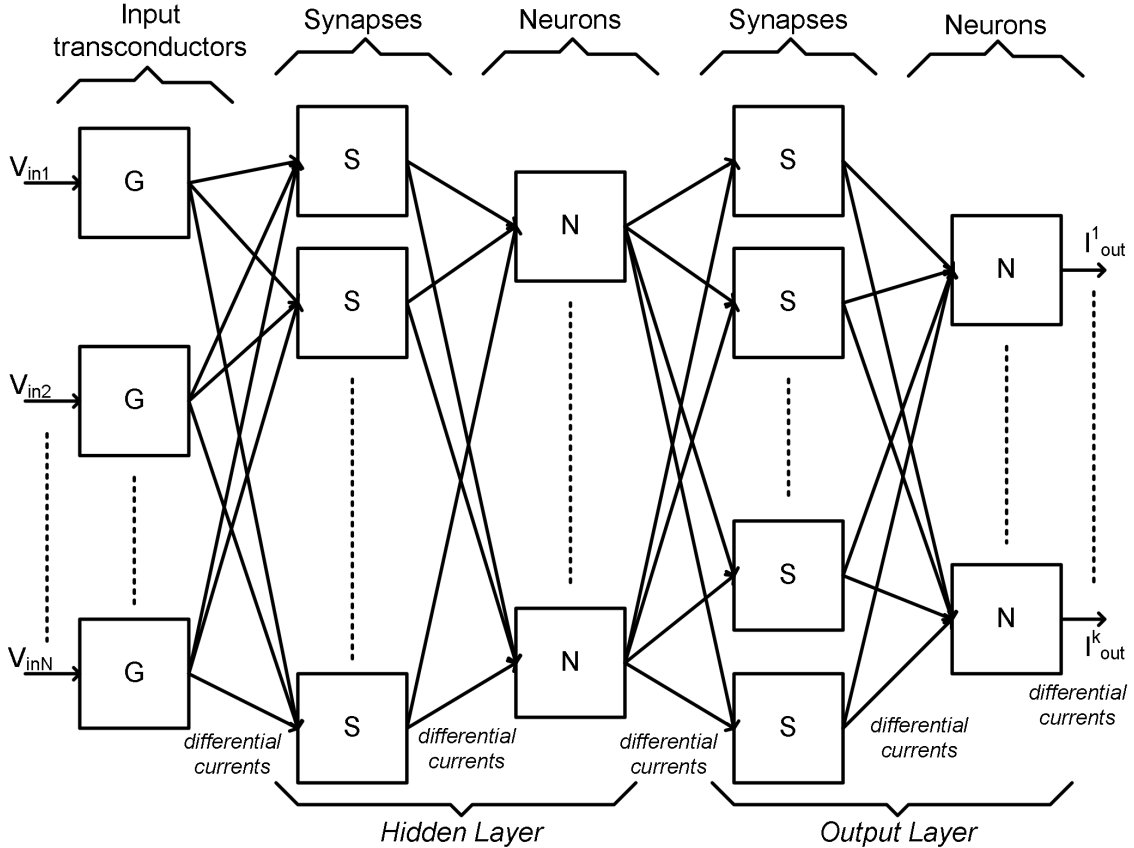 Input
transconductors
Synapses
Neurons
Synapses
Neurons
V_in1
G
S
N
S
N
I^1_out
S
S
V_in2
G
S
N
I^k_out
V_inN
G
S
N
S
differential
currents
differential
currents
differential
currents
differential
currents
differential
currents
Hidden Layer
Output Layer